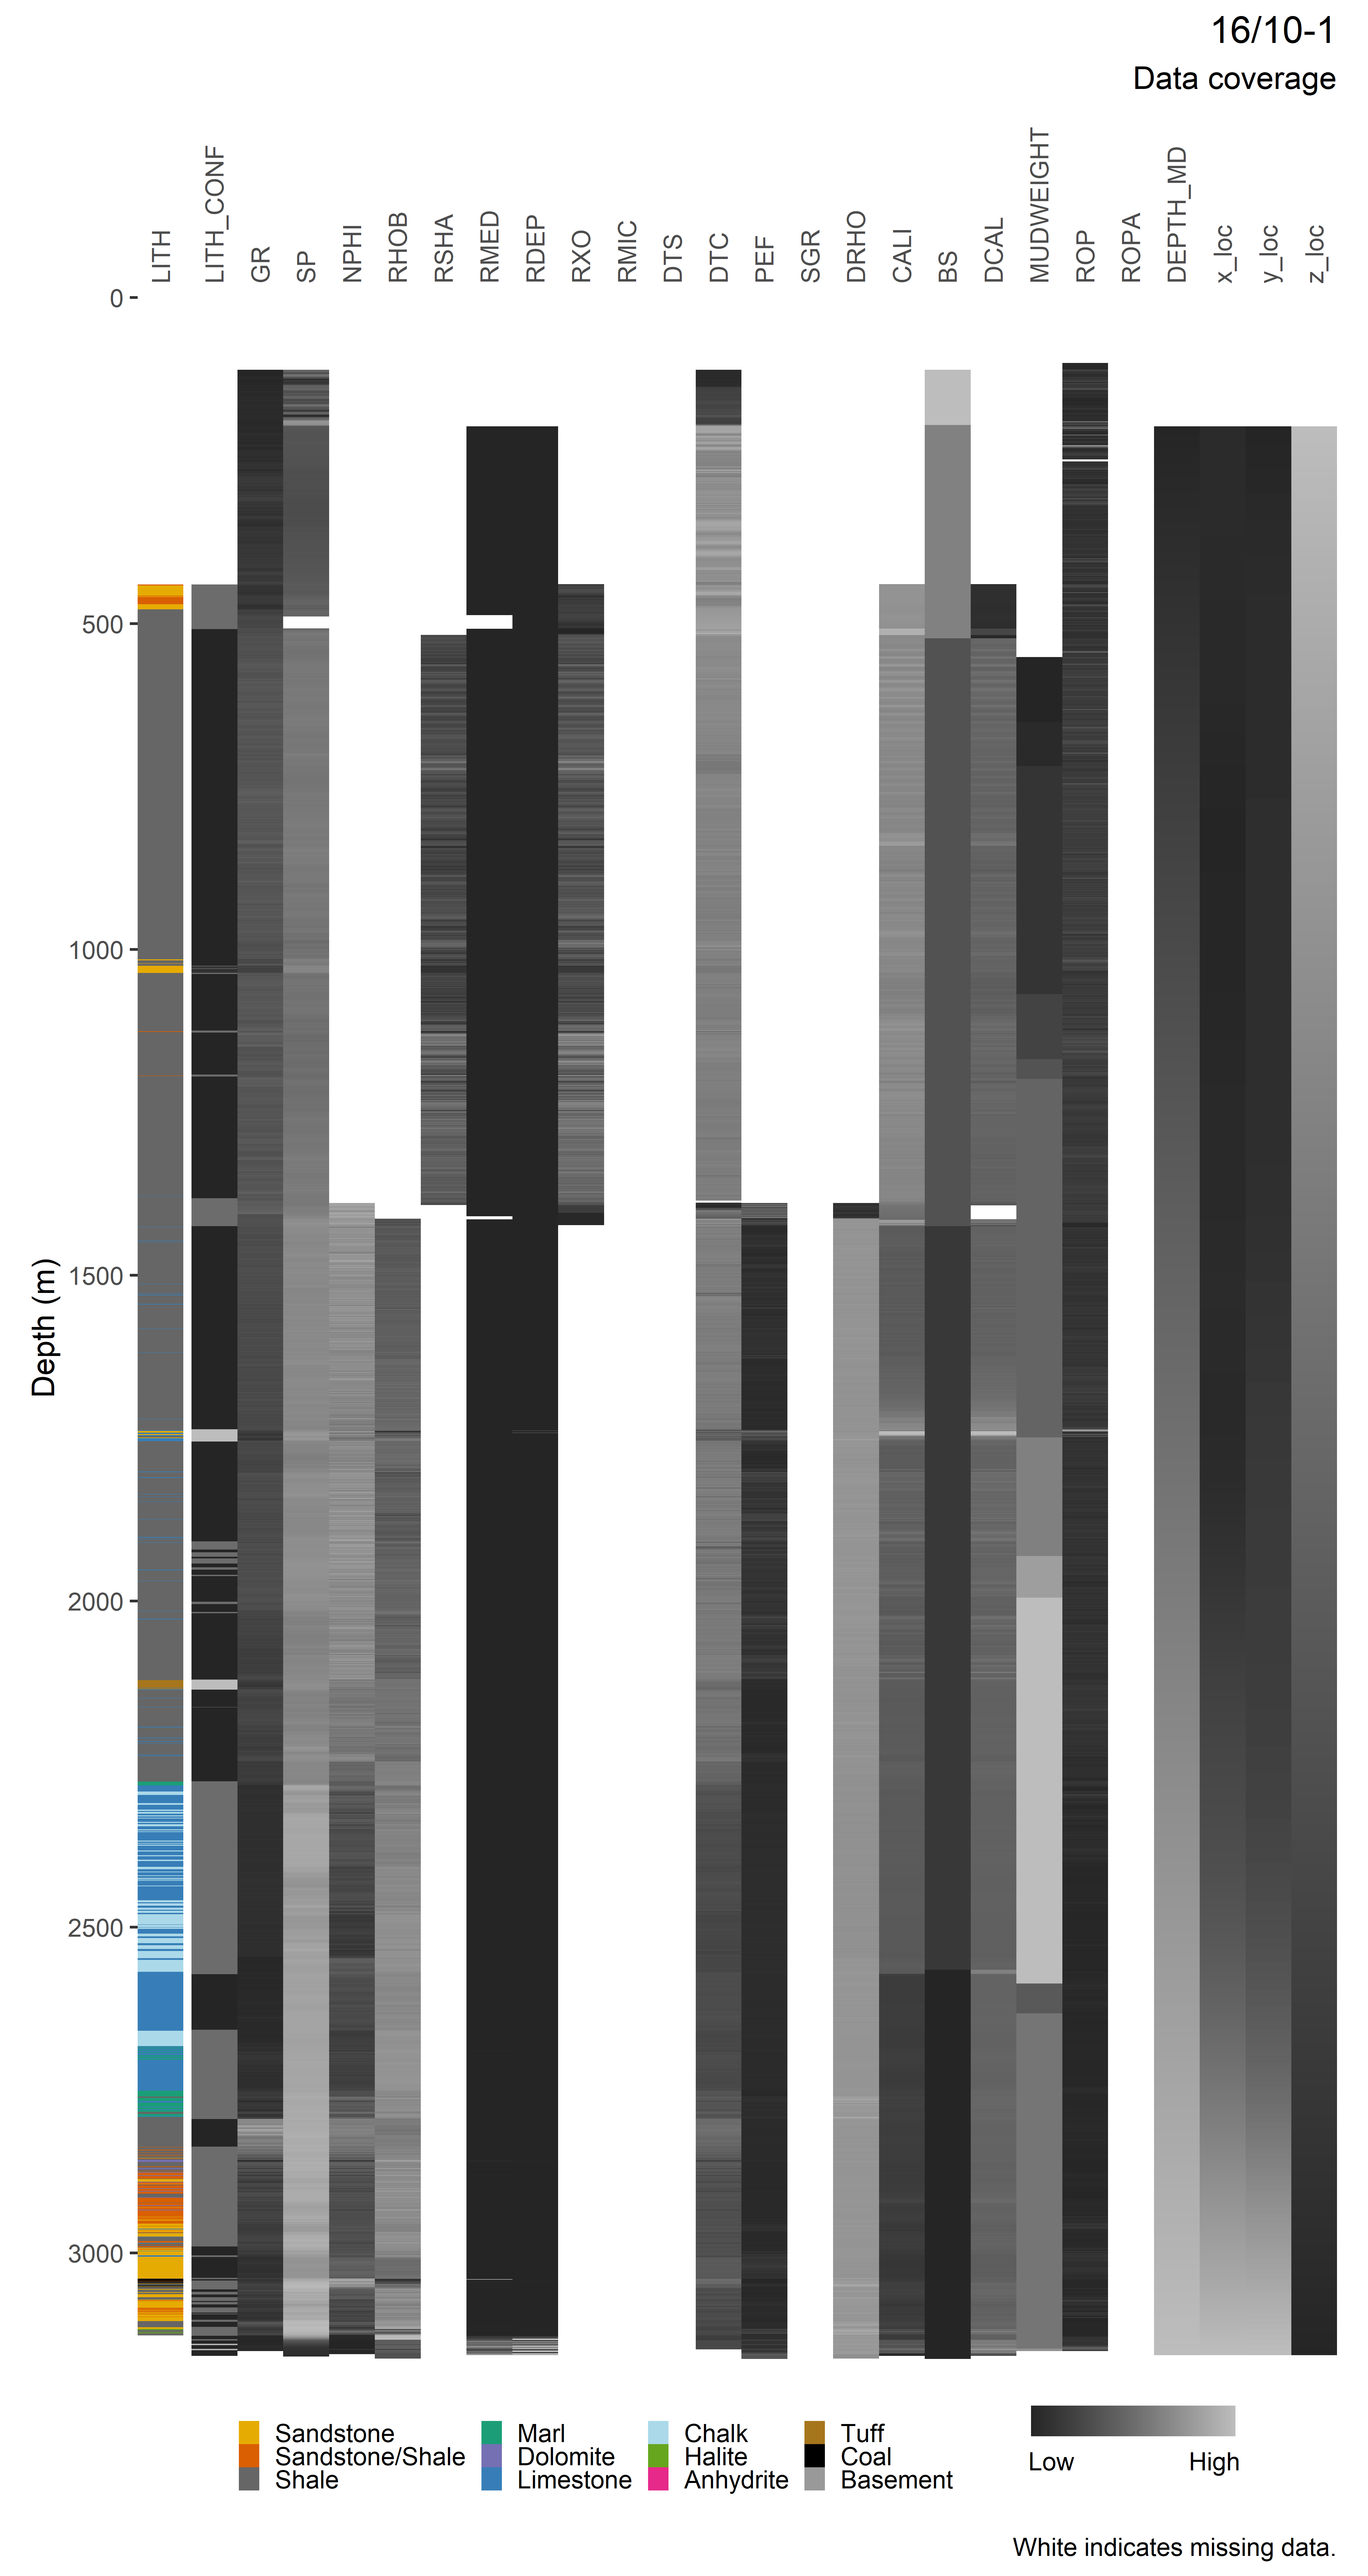 16/10-1
Data coverage
LITH
LITH_CONF
GR
SP
NPHI
RHOB
RSHA
RMED
RDEP
RXO
RMIC
DTS
DTC
PEF
SGR
DRHO
CALI
BS
DCAL
MUDWEIGHT
ROP
ROPA
DEPTH_MD
x_loc
y_loc
z_loc
0
500
1000
1500
2000
2500
3000
Depth (m)
Sandstone
Sandstone/Shale
Shale
Marl
Dolomite
Limestone
Chalk
Halite
Anhydrite
Tuff
Coal
Basement
Low High
White indicates missing data.